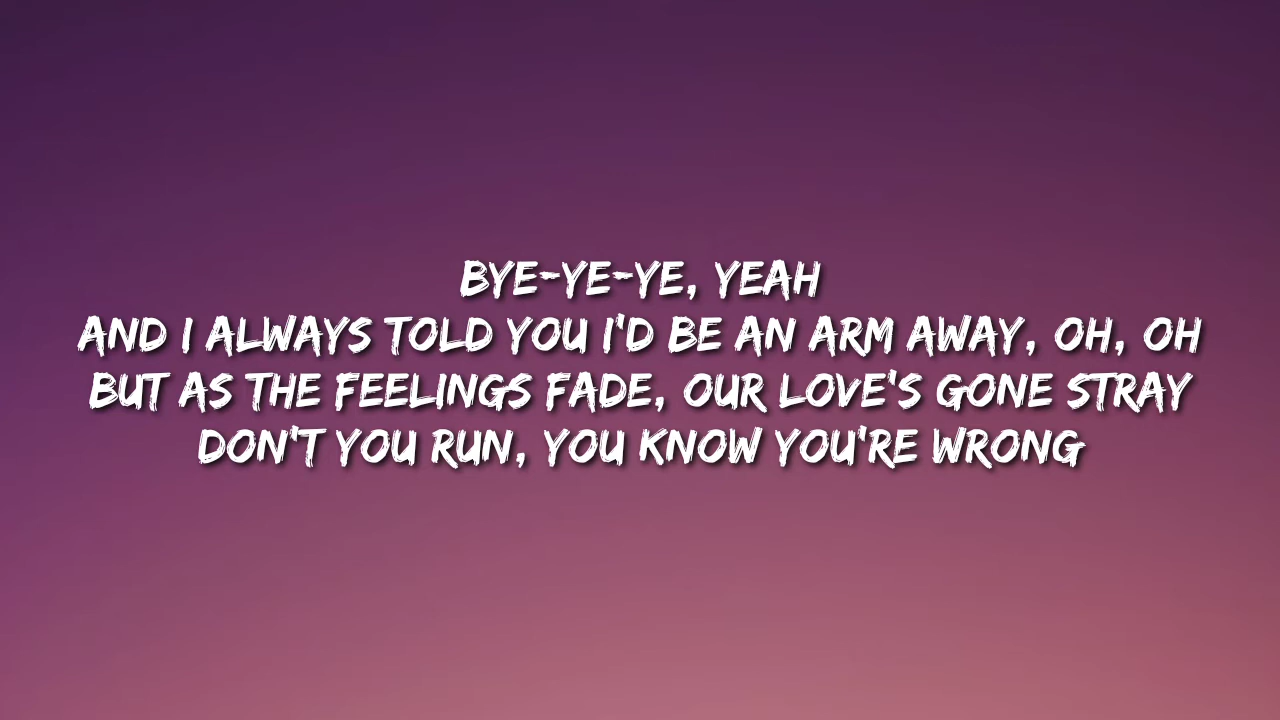 BYE-YE-YE, YEAH
AND I ALWAYS TOLD YOU I'D BE AN ARM AWAY, OH, OH
BUT AS THE FEELINGS FADE, OUR LOVE'S GONE STRAY
DON'T YOU RUN, YOU KNOW YOU'RE WRONG